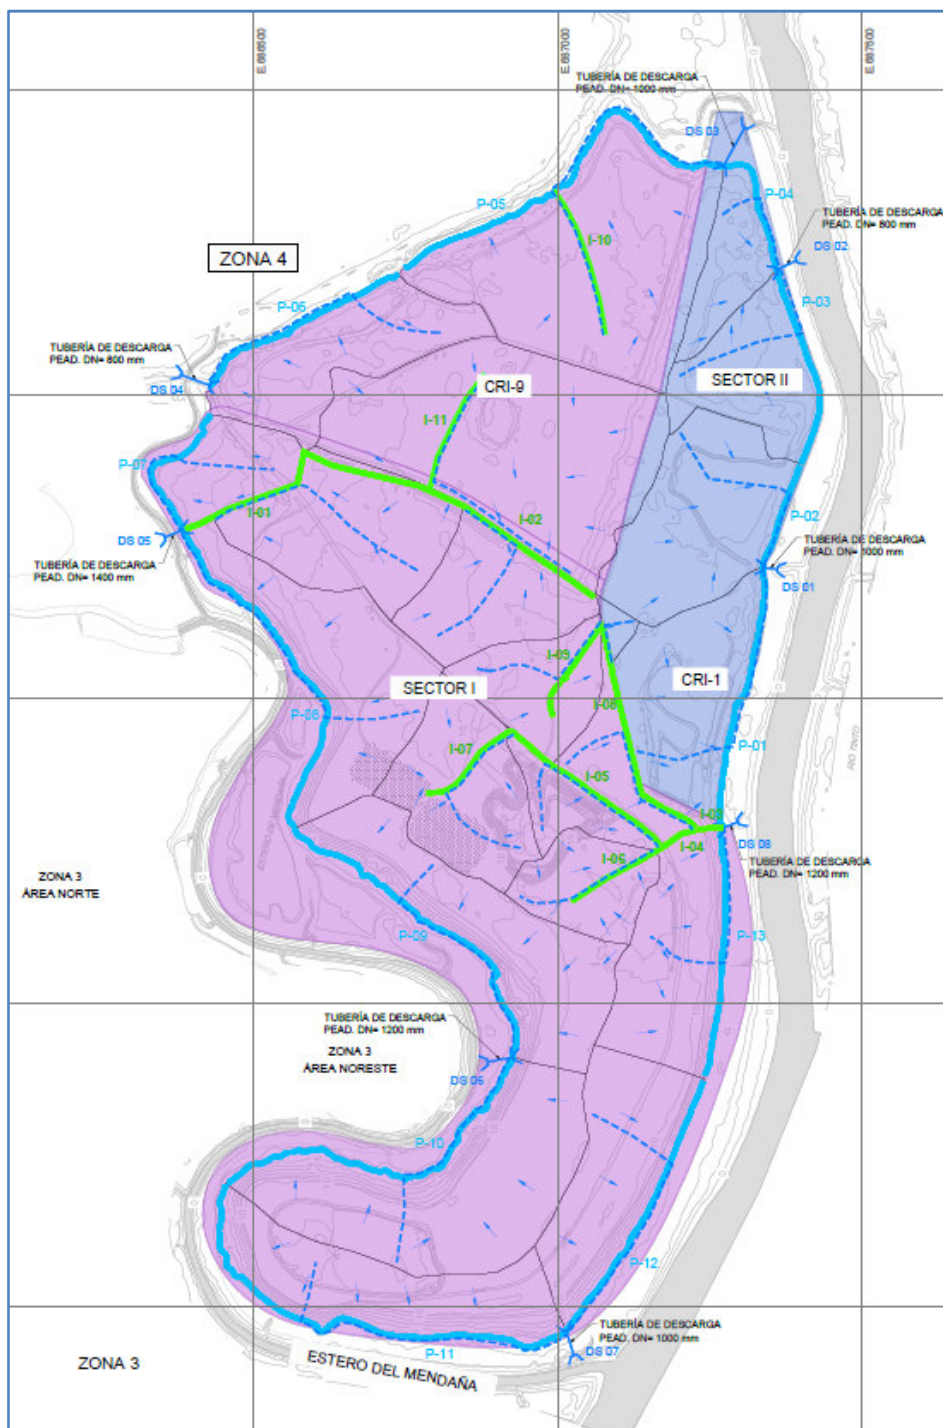 E.686500
E.687000
E.687500
TUBERÍA DE DESCARGA
PEAD. DN= 1000 mm
DS 03
P-04
P-05
TUBERÍA DE DESCARGA
PEAD. DN= 800 mm
DS 02
I-10
ZONA 4
P-06
P-03
TUBERÍA DE DESCARGA
PEAD. DN= 800 mm
DS 04
CRI-9
SECTOR II
I-11
P-07
P-02
I-01
I-02
DS 05
TUBERÍA DE DESCARGA
PEAD. DN= 1400 mm
TUBERÍA DE DESCARGA
PEAD. DN= 1000 mm
DS 01
I-09
SECTOR I
CRI-1
I-08
P-08
I-07
P-01
RIO TINTO
I-05
I-03
I-04
DS 08
I-06
TUBERÍA DE DESCARGA
PEAD. DN= 1200 mm
ZONA 3
ÁREA NORTE
P-09
P-13
TUBERÍA DE DESCARGA
PEAD. DN= 1200 mm
ZONA 3
ÁREA NORESTE
DS 06
P-10
P-12
TUBERÍA DE DESCARGA
PEAD. DN= 1000 mm
DS 07
P-11
ESTERO DEL MENDAÑA
ZONA 3